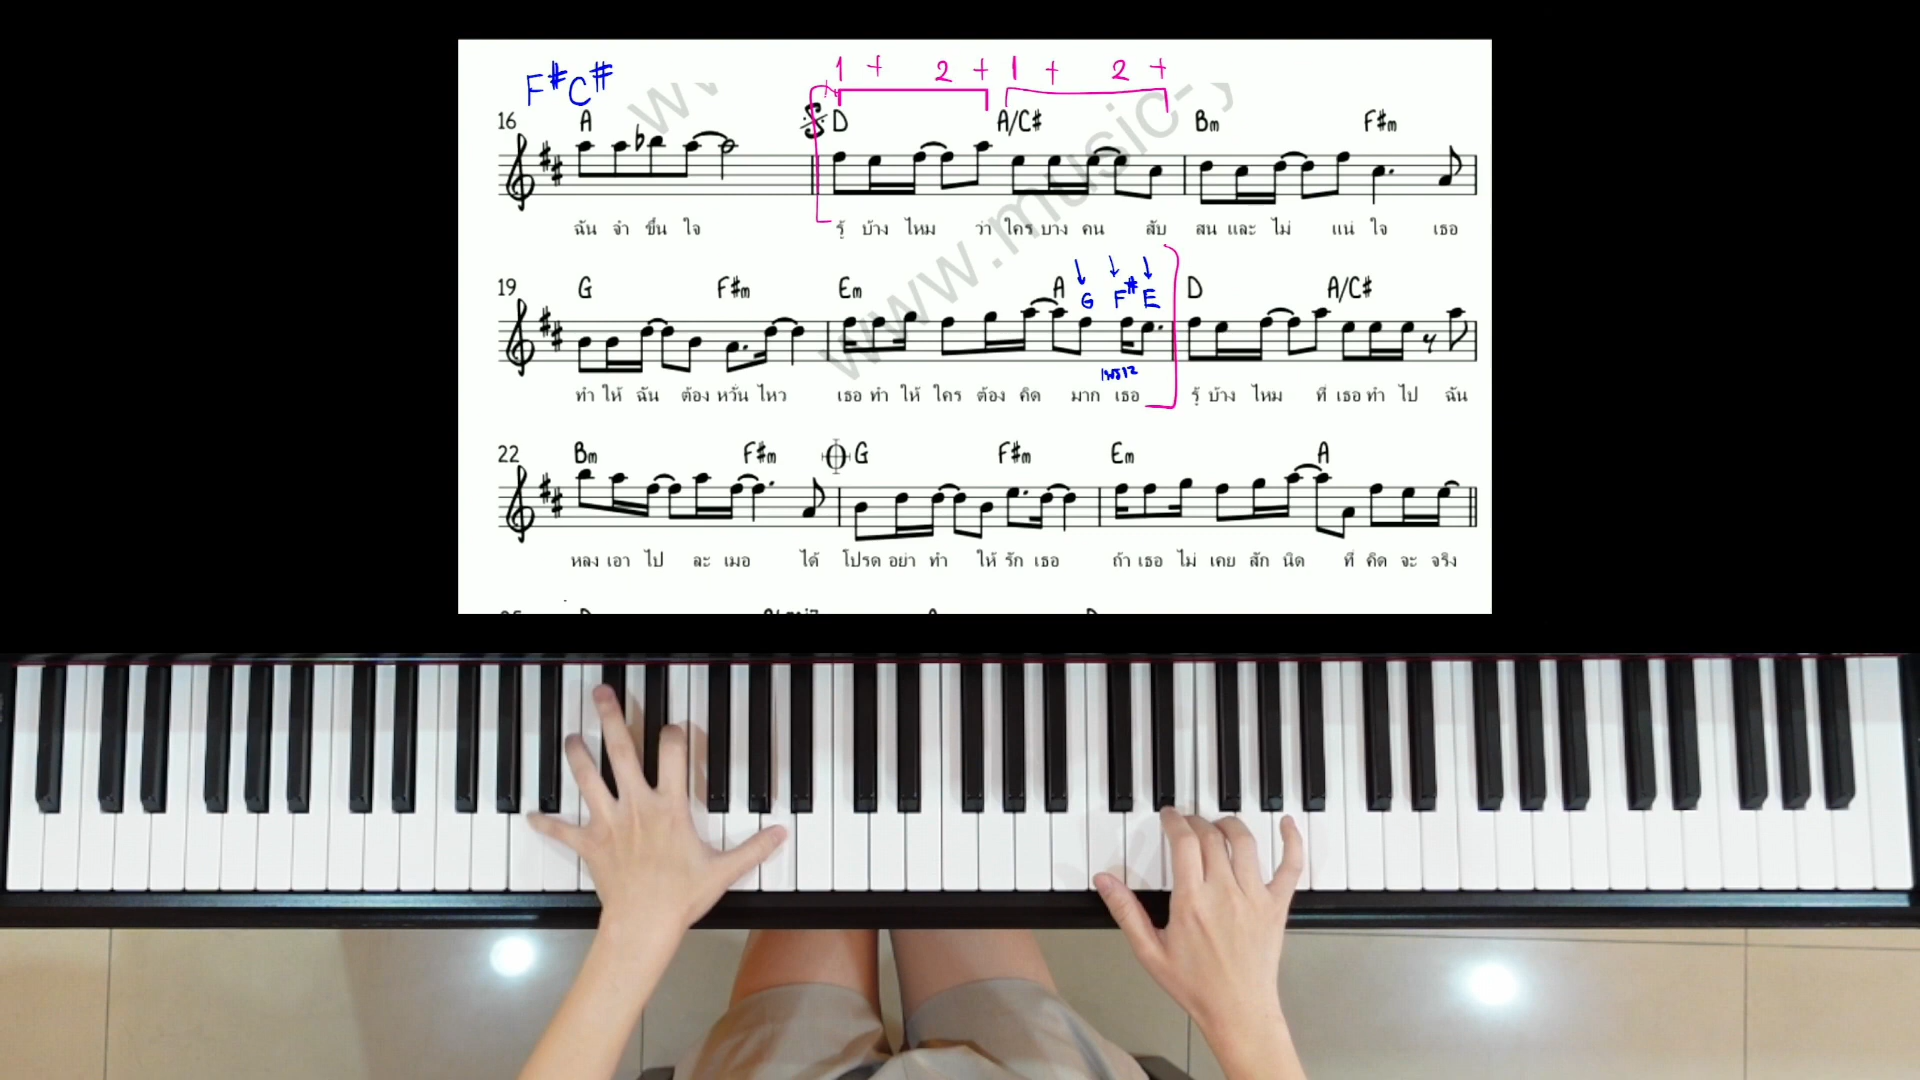 1 + 2 + 1 + 2 +
F# C#
16 A D A/C# Bm F#m
ฉัน จำ ขึ้น ใจ รู้ บ้าง ไหม ว่า ใคร บาง คน สับ สน และ ไม่ แน่ ใจ เธอ
G F# E
19 G F#m Em A D A/C#
ทำ ให้ ฉัน ต้อง หวั่น ไหว เธอ ทำ ให้ ใคร ต้อง คิด มาก เธอ รู้ บ้าง ไหม ที่ เธอ ทำ ไป ฉัน
22 Bm F#m G F#m Em A
หลง เอา ไป ละ เมอ ได้ โปรด อย่า ทำ ให้ รัก เธอ ถ้า เธอ ไม่ เคย สัก นิด ที่ คิด จะ จริง
www.music-